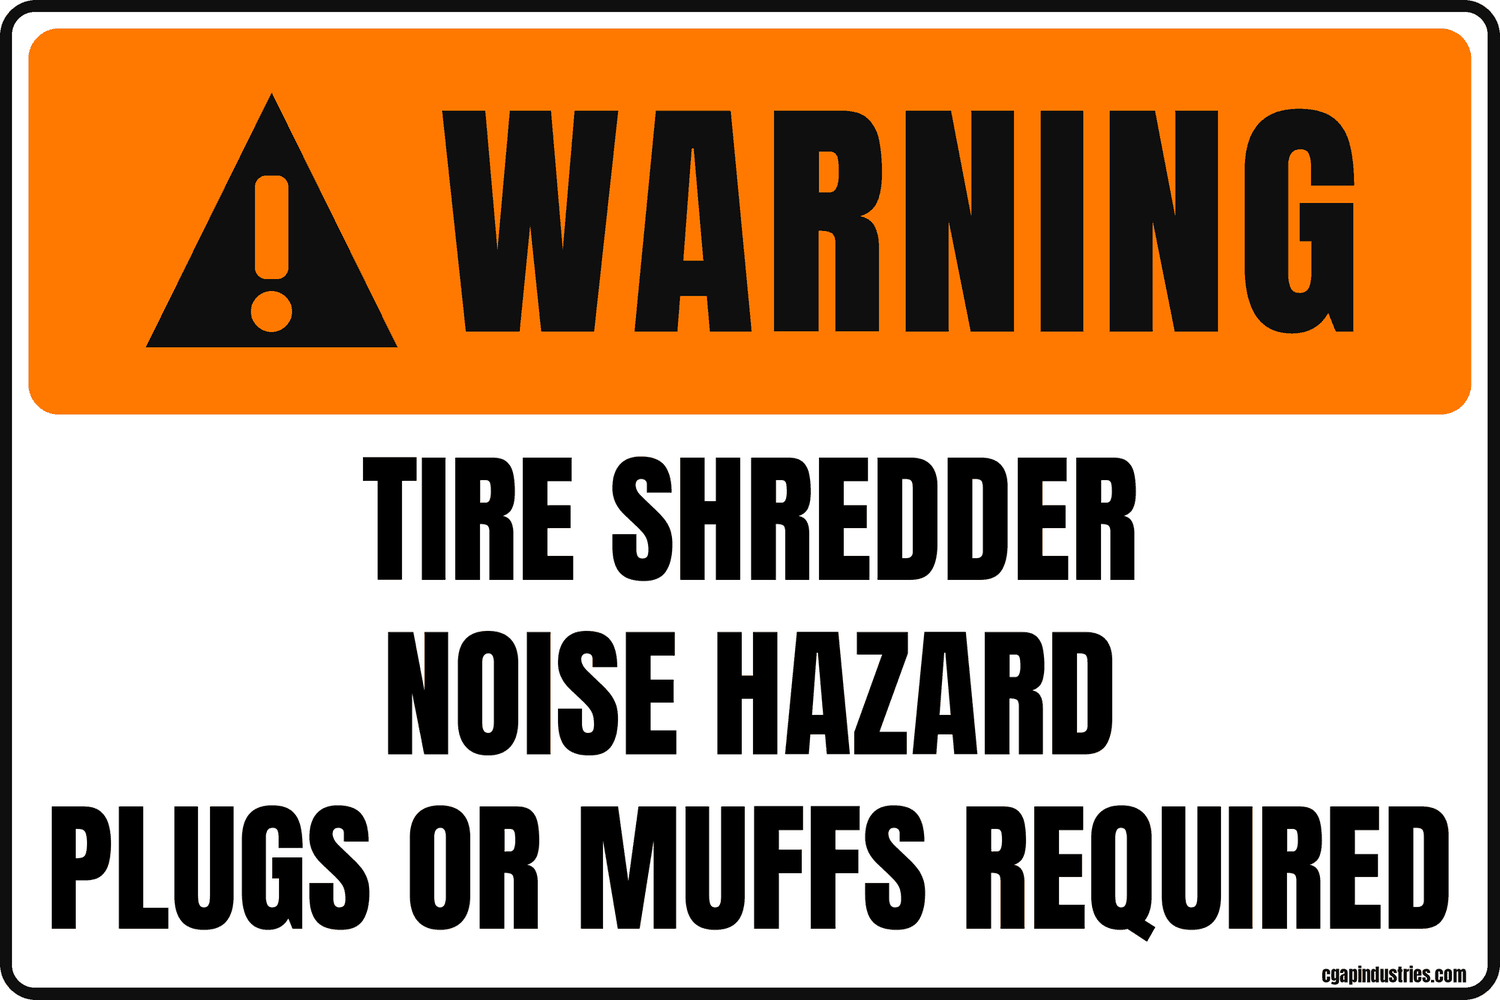 WARNING
TIRE SHREDDER
NOISE HAZARD
PLUGS OR MUFFS REQUIRED
cgapindustries.com